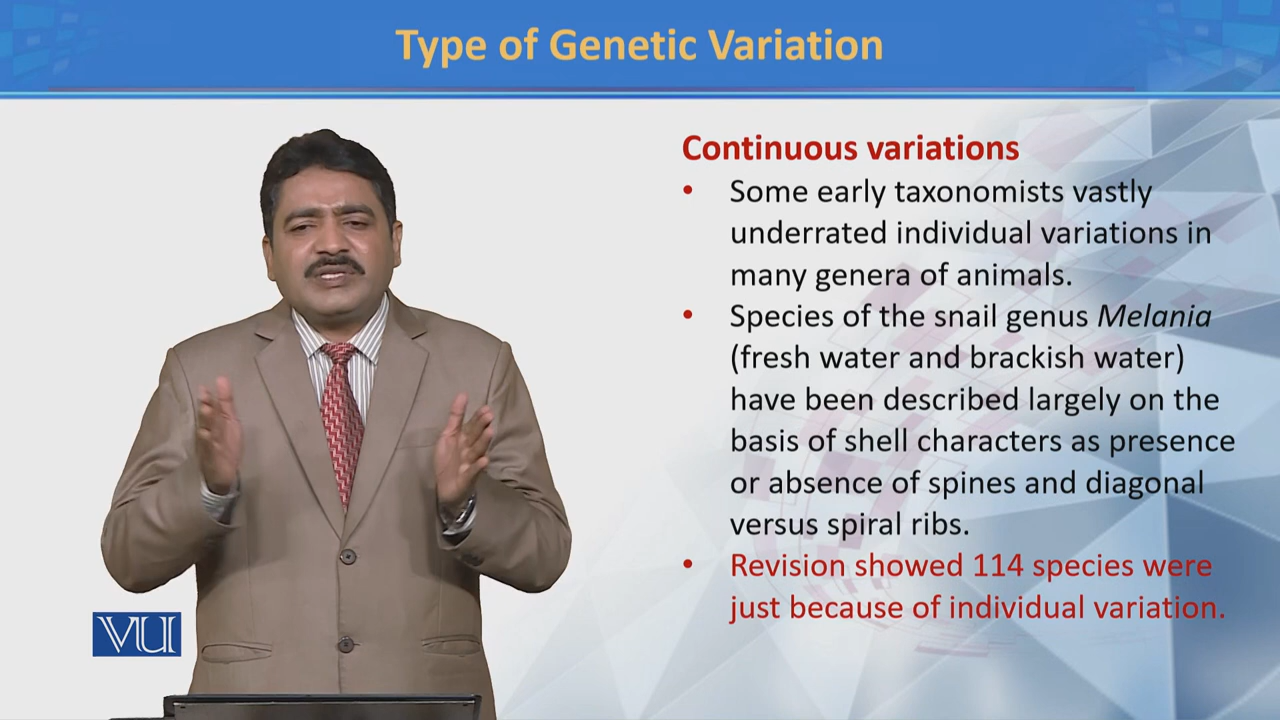 Type of Genetic Variation
Continuous variations
• Some early taxonomists vastly
underrated individual variations in
many genera of animals.
• Species of the snail genus Melania
(fresh water and brackish water)
have been described largely on the
basis of shell characters as presence
or absence of spines and diagonal
versus spiral ribs.
• Revision showed 114 species were
just because of individual variation.
VU